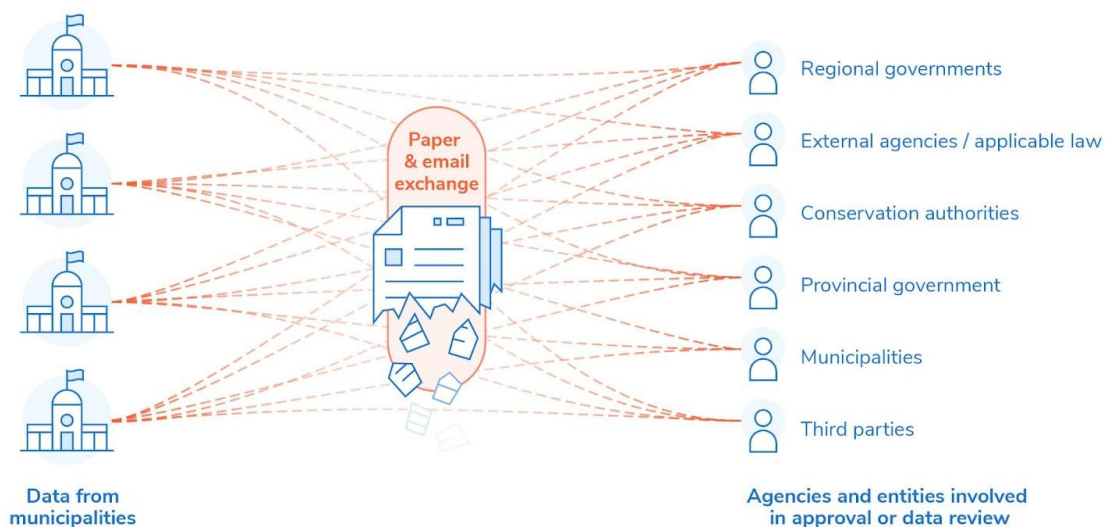 Paper
& email
exchange
Regional governments
External agencies / applicable law
Conservation authorities
Provincial government
Municipalities
Third parties
Data from
municipalities
Agencies and entities involved
in approval or data review